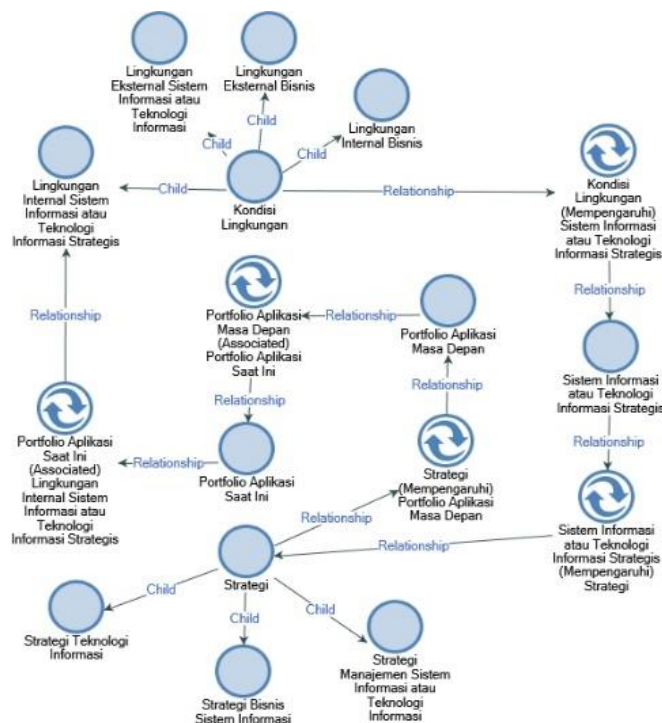 Lingkungan
Eksternal Sistem
Informasi atau
Teknologi
Informasi
Lingkungan
Eksternal Bisnis
Lingkungan
Internal Bisnis
Child
Child
Child
Child
Relationship
Lingkungan
Internal Sistem
Informasi atau
Teknologi
Informasi Strategis
Kondisi
Lingkungan
Kondisi
Lingkungan
(Mempengaruhi)
Sistem Informasi
atau Teknologi
Informasi Strategis
Relationship
Relationship
Portfolio Aplikasi
Masa Depan
(Associated)
Portfolio Aplikasi
Saat Ini
Relationship
Portfolio Aplikasi
Masa Depan
Relationship
Relationship
Sistem Informasi
atau Teknologi
Informasi Strategis
Relationship
Portfolio Aplikasi
Saat Ini
(Associated)
Lingkungan
Internal Sistem
Informasi atau
Teknologi
Informasi Strategis
Relationship
Portfolio Aplikasi
Saat Ini
Strategi
(Mempengaruhi)
Portfolio Aplikasi
Masa Depan
Relationship
Sistem Informasi
atau Teknologi
Informasi Strategis
(Mempengaruhi)
Strategi
Relationship
Strategi
Child
Child
Child
Strategi Teknologi
Informasi
Strategi Bisnis
Sistem Informasi
Strategi
Manajemen Sistem
Informasi atau
Teknologi
Informasi